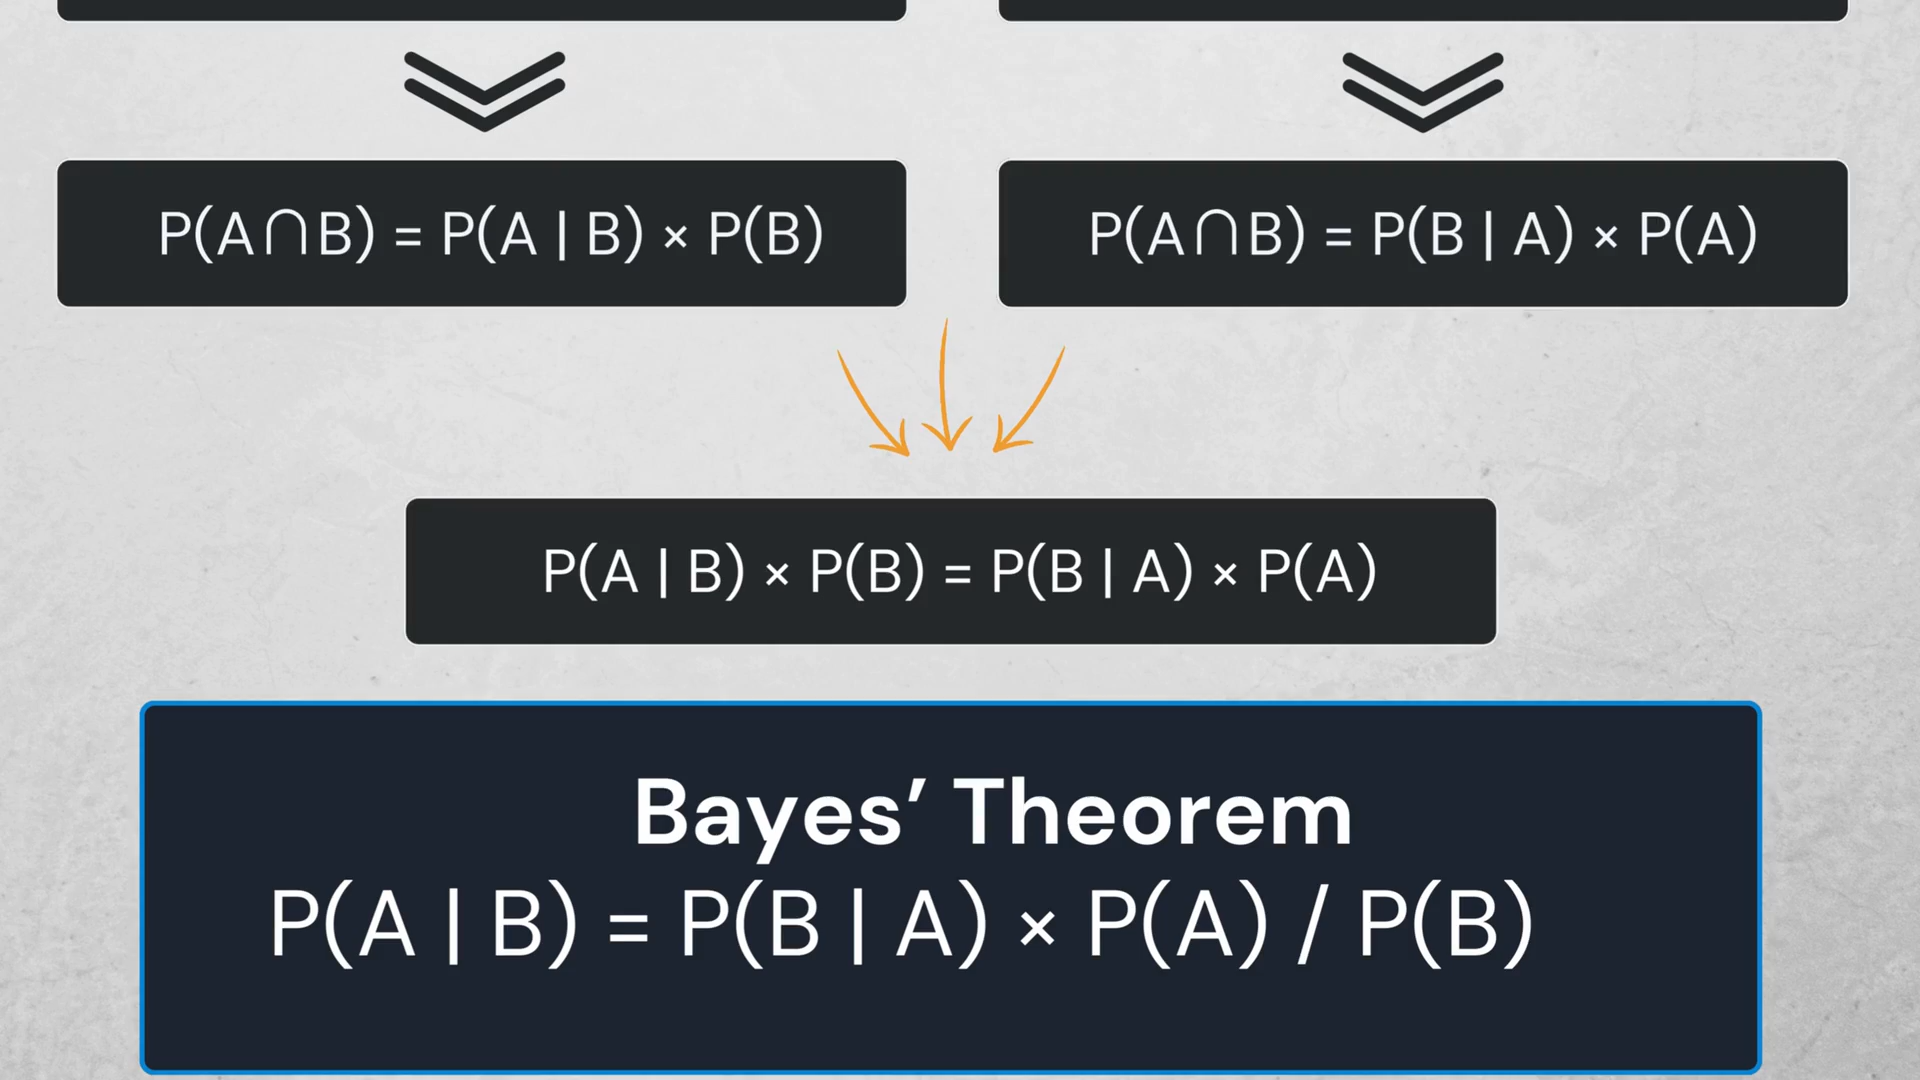 P(A∩B) = P(A | B) × P(B)
P(A∩B) = P(B | A) × P(A)
P(A | B) × P(B) = P(B | A) × P(A)
Bayes’ Theorem
P(A | B) = P(B | A) × P(A) / P(B)